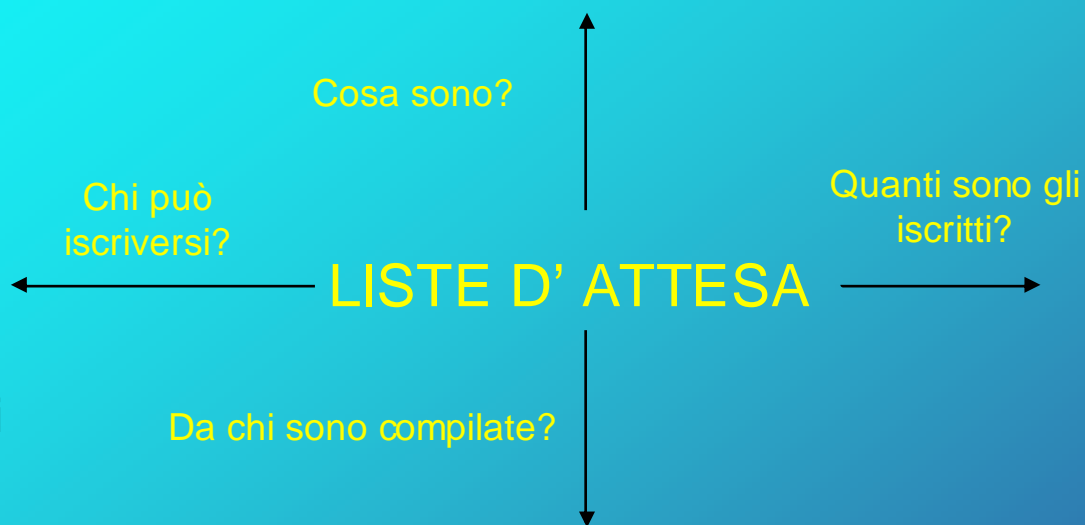 Cosa sono?
Chi può
iscriversi?
Quanti sono gli
iscritti?
LISTE D’ ATTESA
Da chi sono compilate?